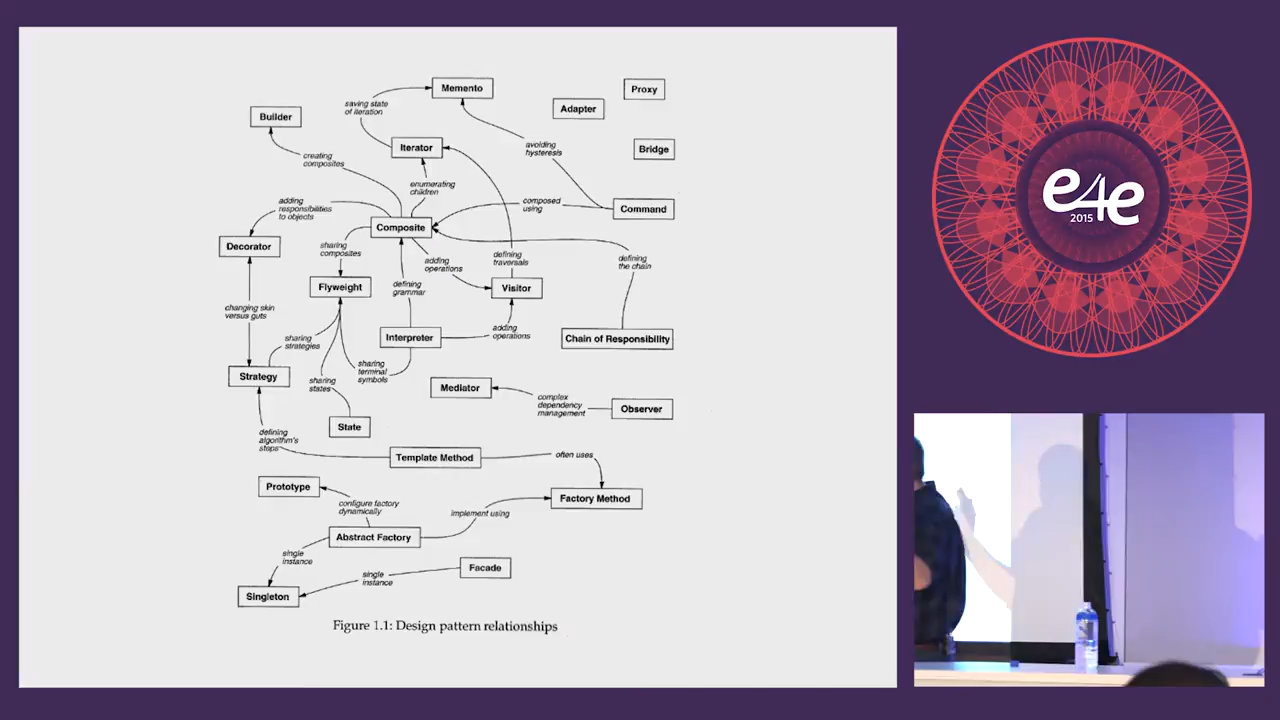 Memento
Proxy
Adapter
saving state
of iteration
Builder
Iterator
avoiding
hysteresis
Bridge
creating
composites
enumerating
children
adding
responsibilities
to objects
composed
using
Command
Composite
Decorator
sharing
composites
adding
operations
defining
traversals
defining
the chain
Flyweight
defining
grammar
Visitor
changing skin
versus guts
sharing
strategies
Interpreter
adding
operations
Chain of Responsibility
Strategy
sharing
states
sharing
terminal
symbols
Mediator
complex
dependency
management
Observer
State
defining
algorithm's
steps
Template Method
often uses
Prototype
configure factory
dynamically
implement using
Factory Method
Abstract Factory
single
instance
Facade
single
instance
Singleton
Figure 1.1: Design pattern relationships
e4e
2015